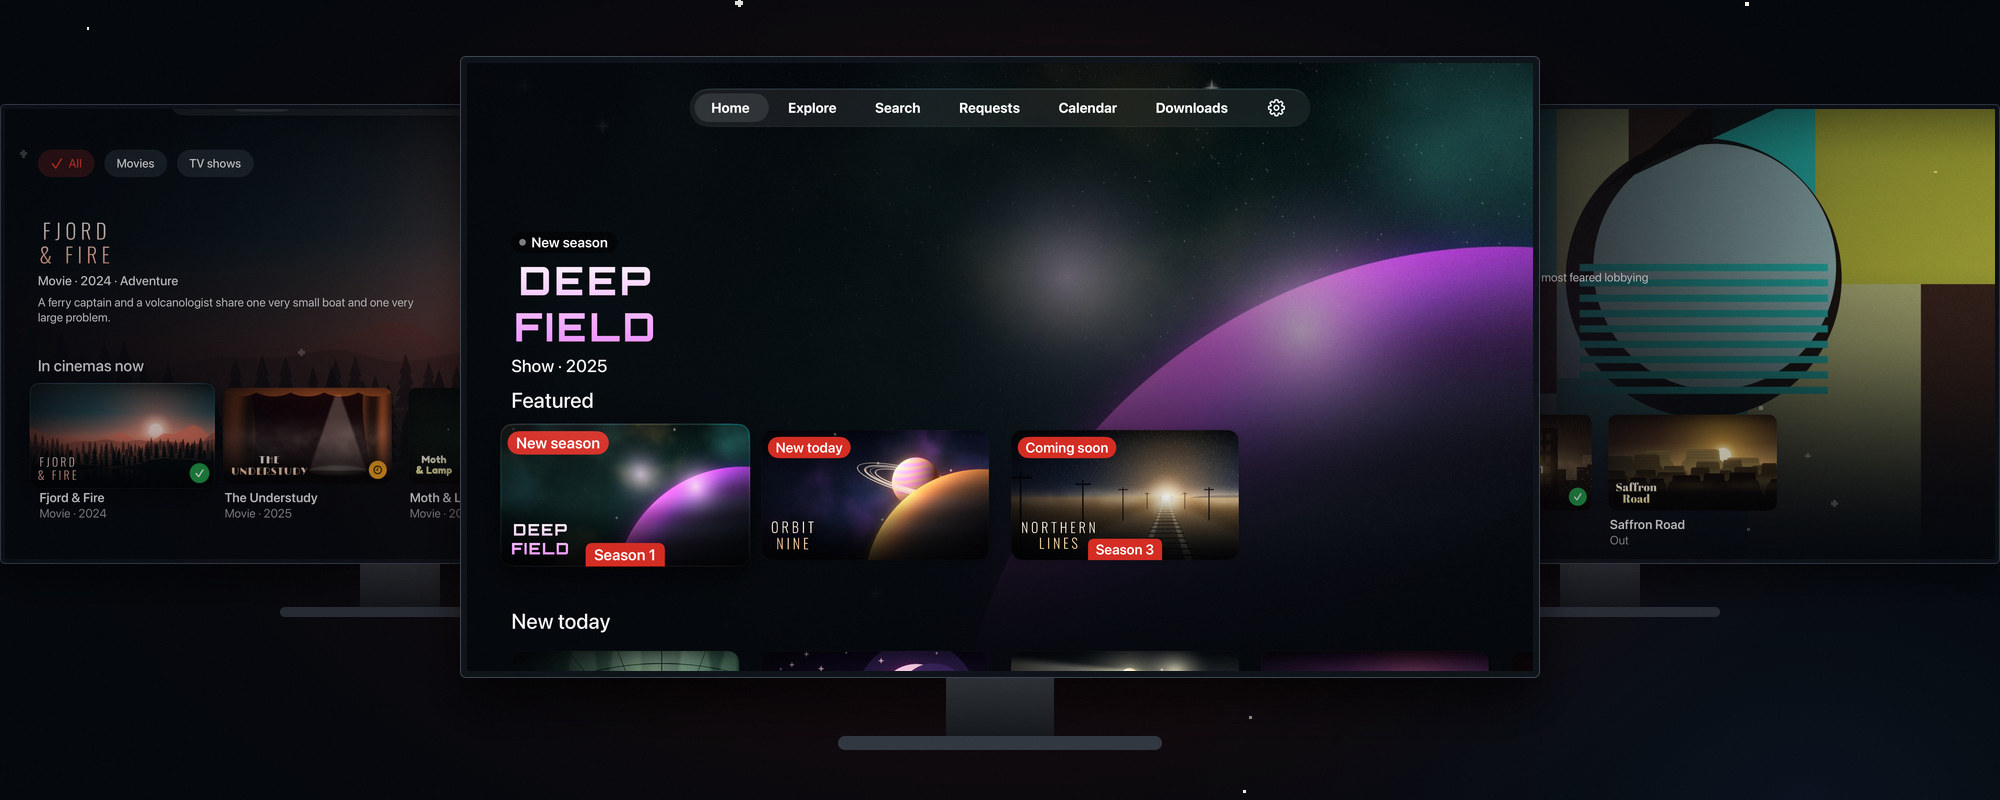 All
Movies
TV shows
FJORD
& FIRE
Movie · 2024 · Adventure
A ferry captain and a volcanologist share one very small boat and one very
large problem.
In cinemas now
FJORD
& FIRE
Fjord & Fire
Movie · 2024
THE
UNDERSTUDY
The Understudy
Movie · 2025
Moth
& Lamp
Moth & L
Movie · 20
Home
Explore
Search
Requests
Calendar
Downloads
New season
DEEP
FIELD
Show · 2025
Featured
New season
DEEP
FIELD
Season 1
New today
ORBIT
NINE
Coming soon
NORTHERN
LINES
Season 3
New today
most feared lobbying
Saffron
Road
Saffron Road
Out